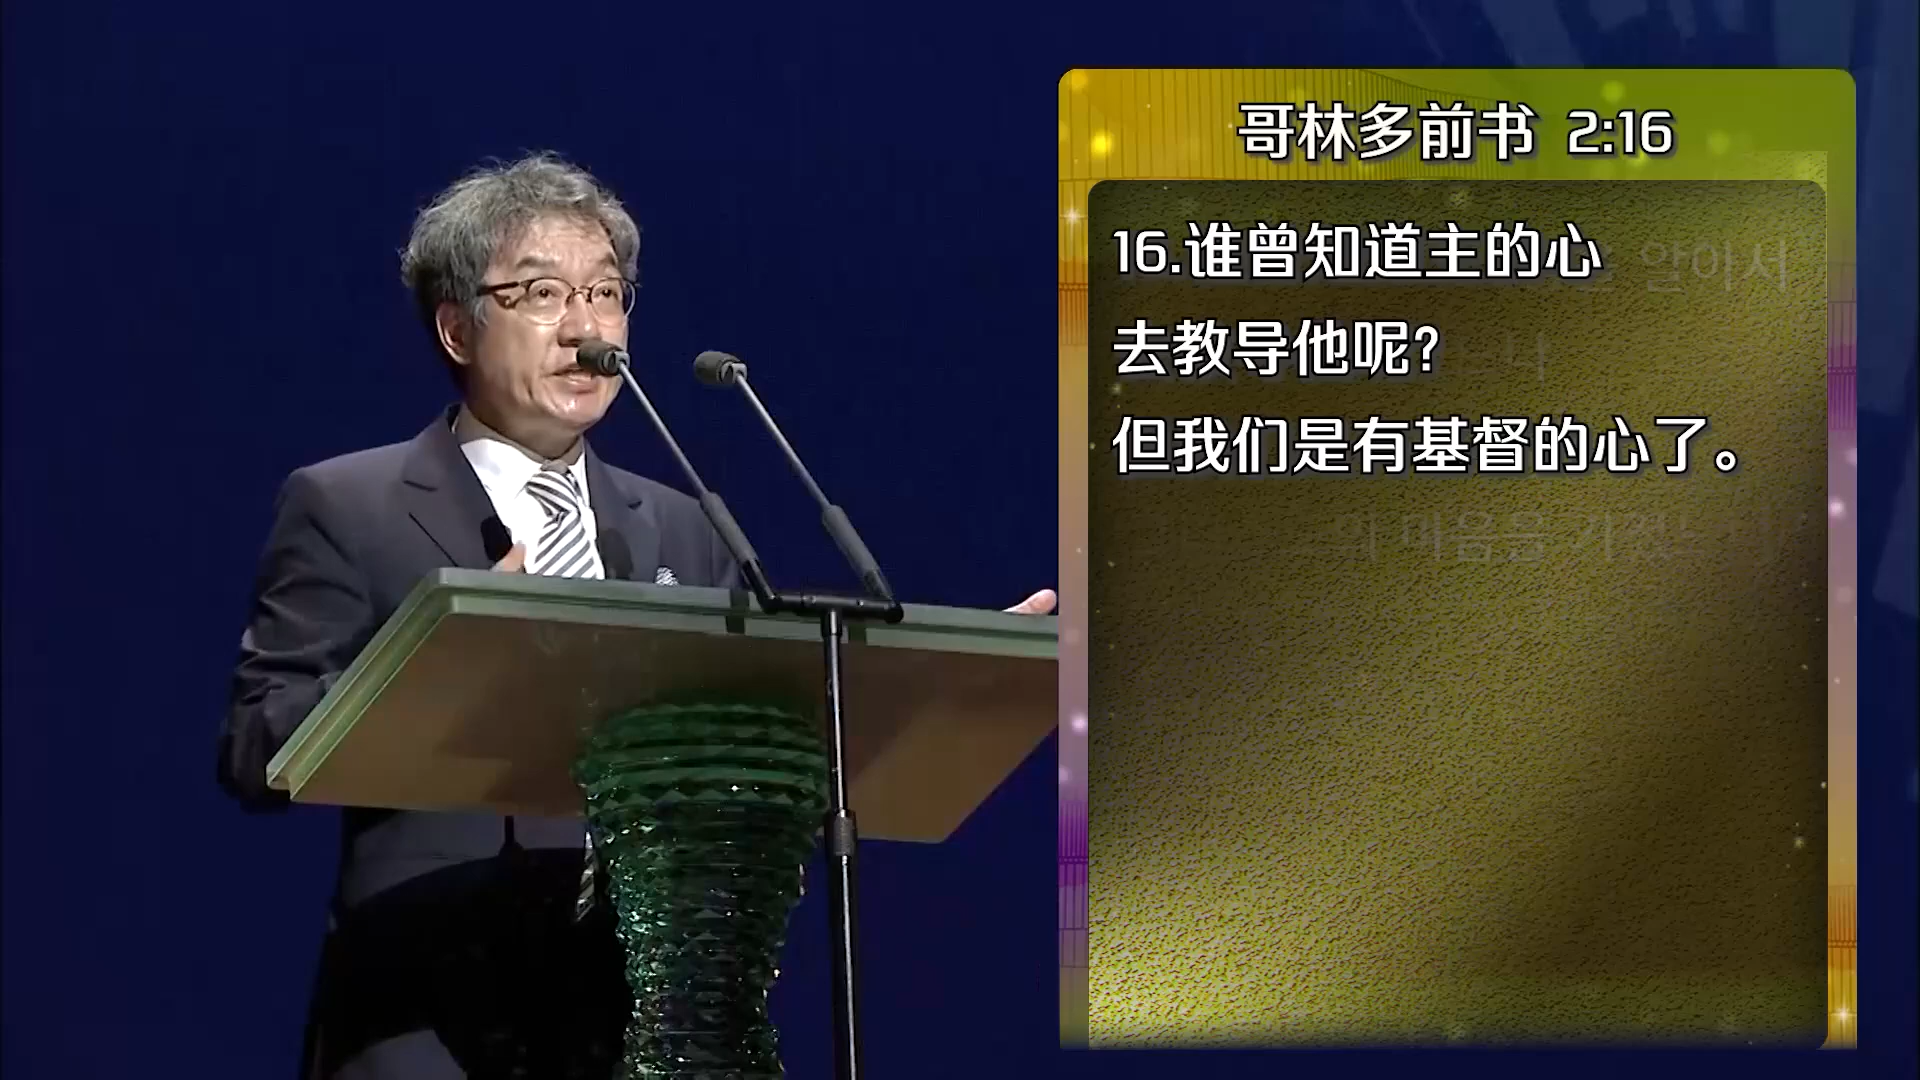 哥林多前书 2:16
16.谁曾知道主的心
去教导他呢?
但我们是有基督的心了。